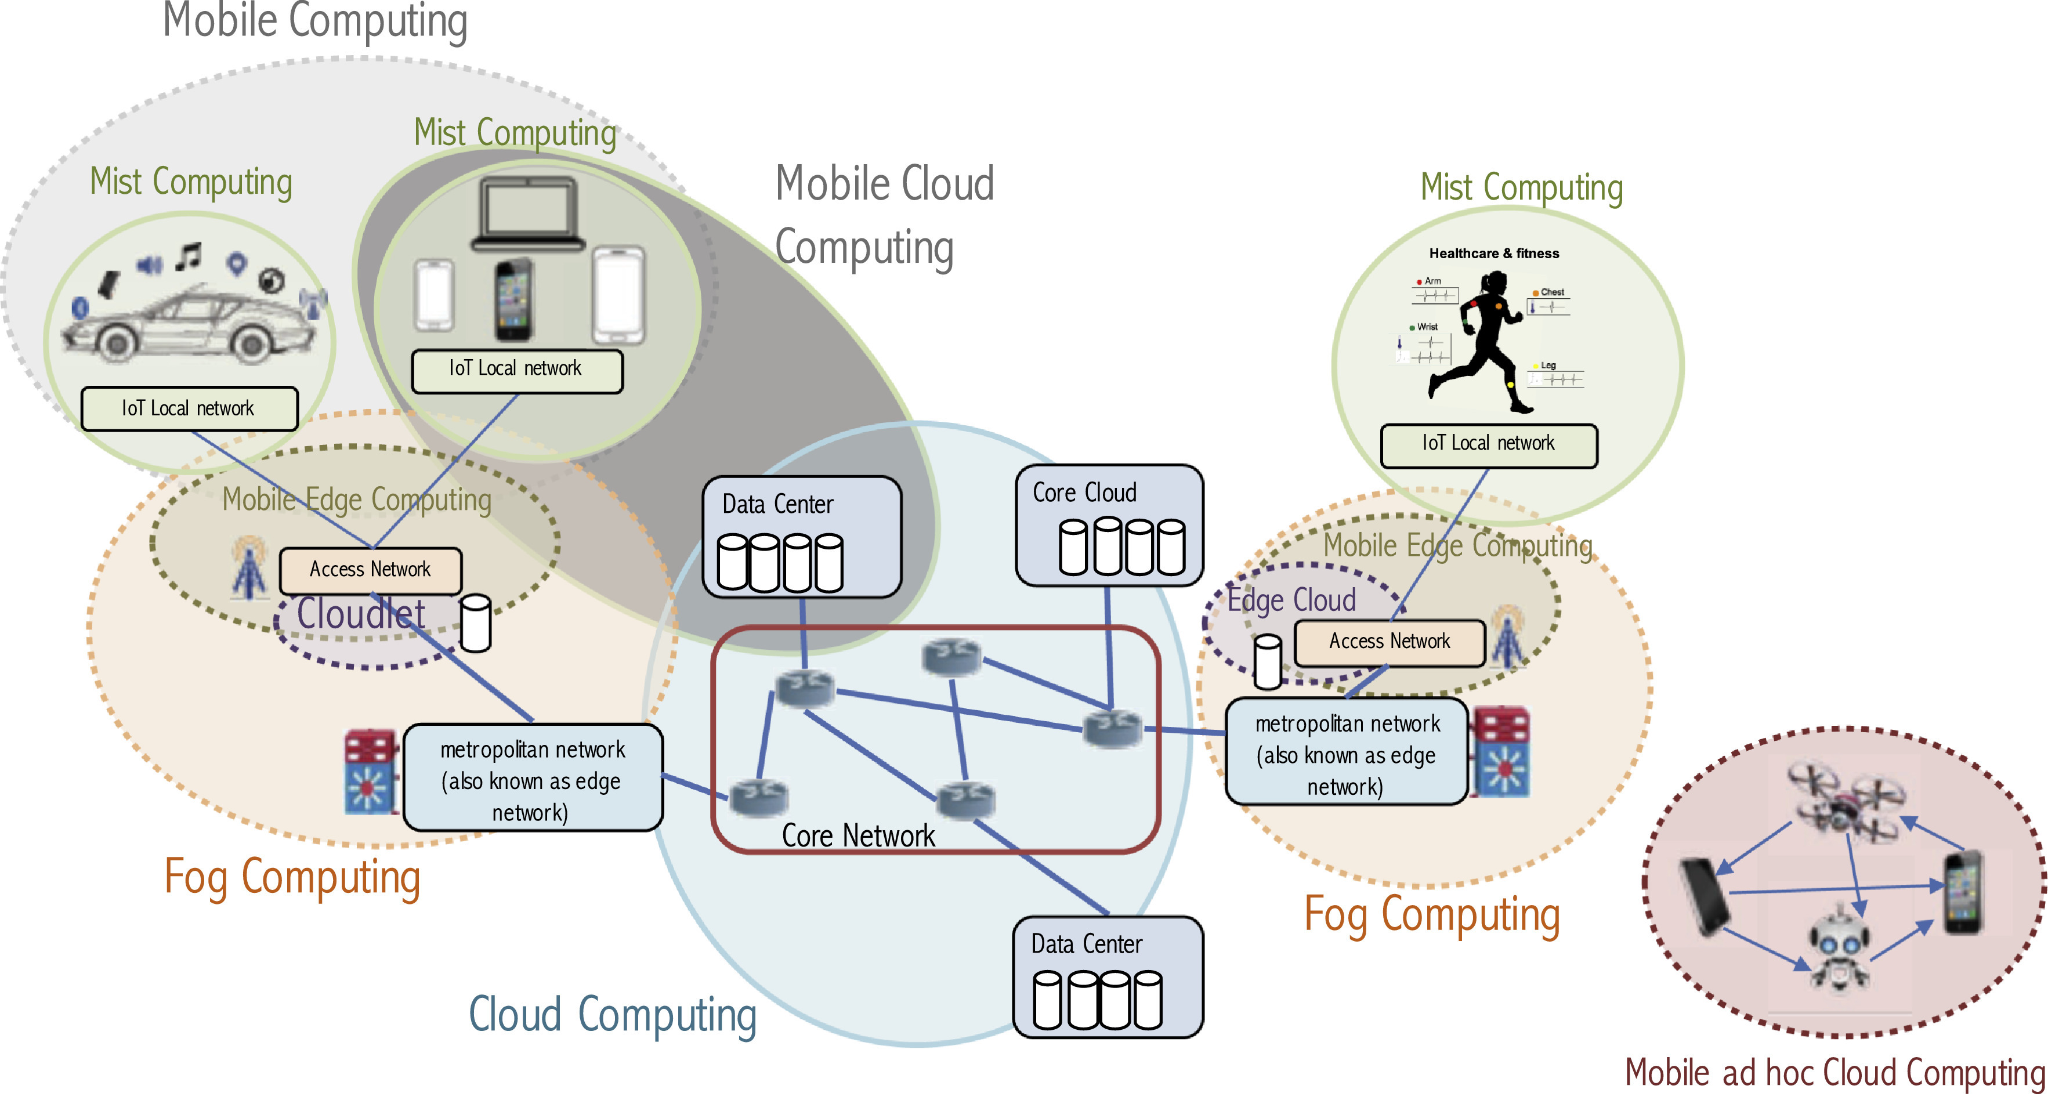 Mobile Computing
Mist Computing
Mist Computing
Mobile Cloud
Computing
IoT Local network
IoT Local network
Mobile Edge Computing
Access Network
Cloudlet
metropolitan network
(also known as edge
network)
Fog Computing
Data Center
Core Cloud
Core Network
Data Center
Cloud Computing
Mist Computing
Healthcare & fitness
Arm
Chest
Wrist
Leg
IoT Local network
Mobile Edge Computing
Edge Cloud
Access Network
metropolitan network
(also known as edge
network)
Fog Computing
Mobile ad hoc Cloud Computing